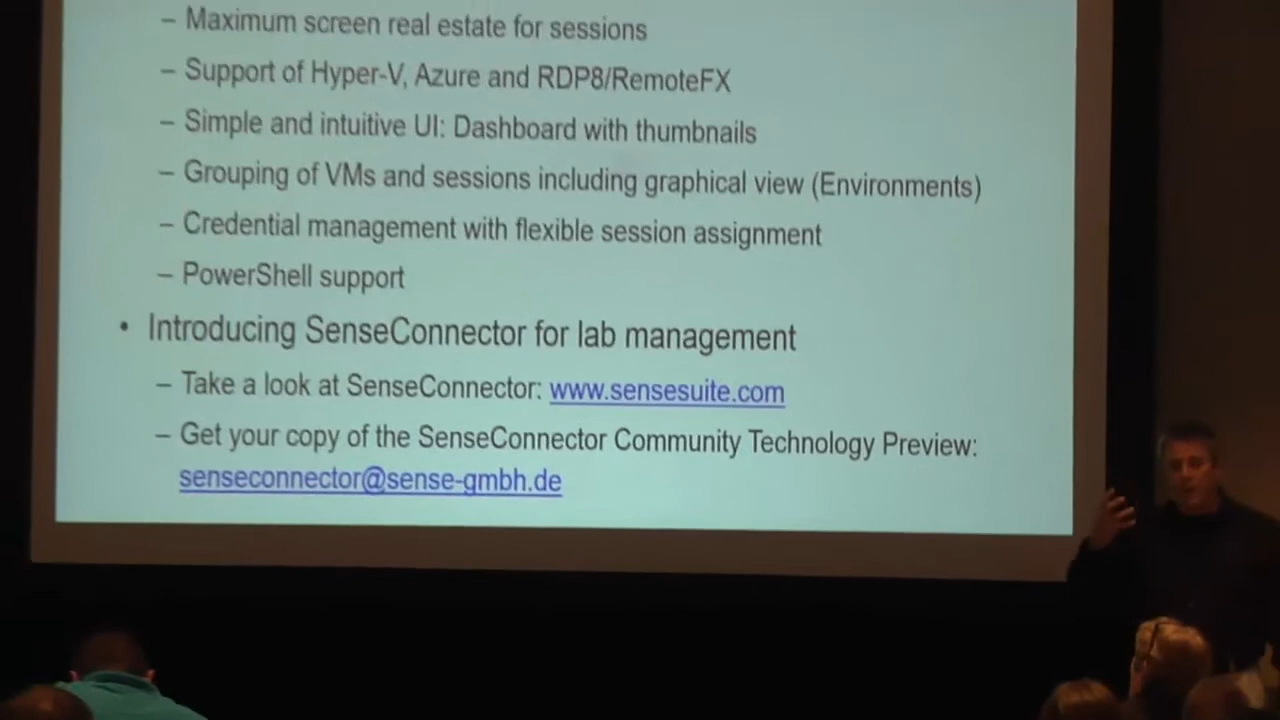 – Maximum screen real estate for sessions
– Support of Hyper-V, Azure and RDP8/RemoteFX
– Simple and intuitive UI: Dashboard with thumbnails
– Grouping of VMs and sessions including graphical view (Environments)
– Credential management with flexible session assignment
– PowerShell support
• Introducing SenseConnector for lab management
– Take a look at SenseConnector: www.sensesuite.com
– Get your copy of the SenseConnector Community Technology Preview:
senseconnector@sense-gmbh.de